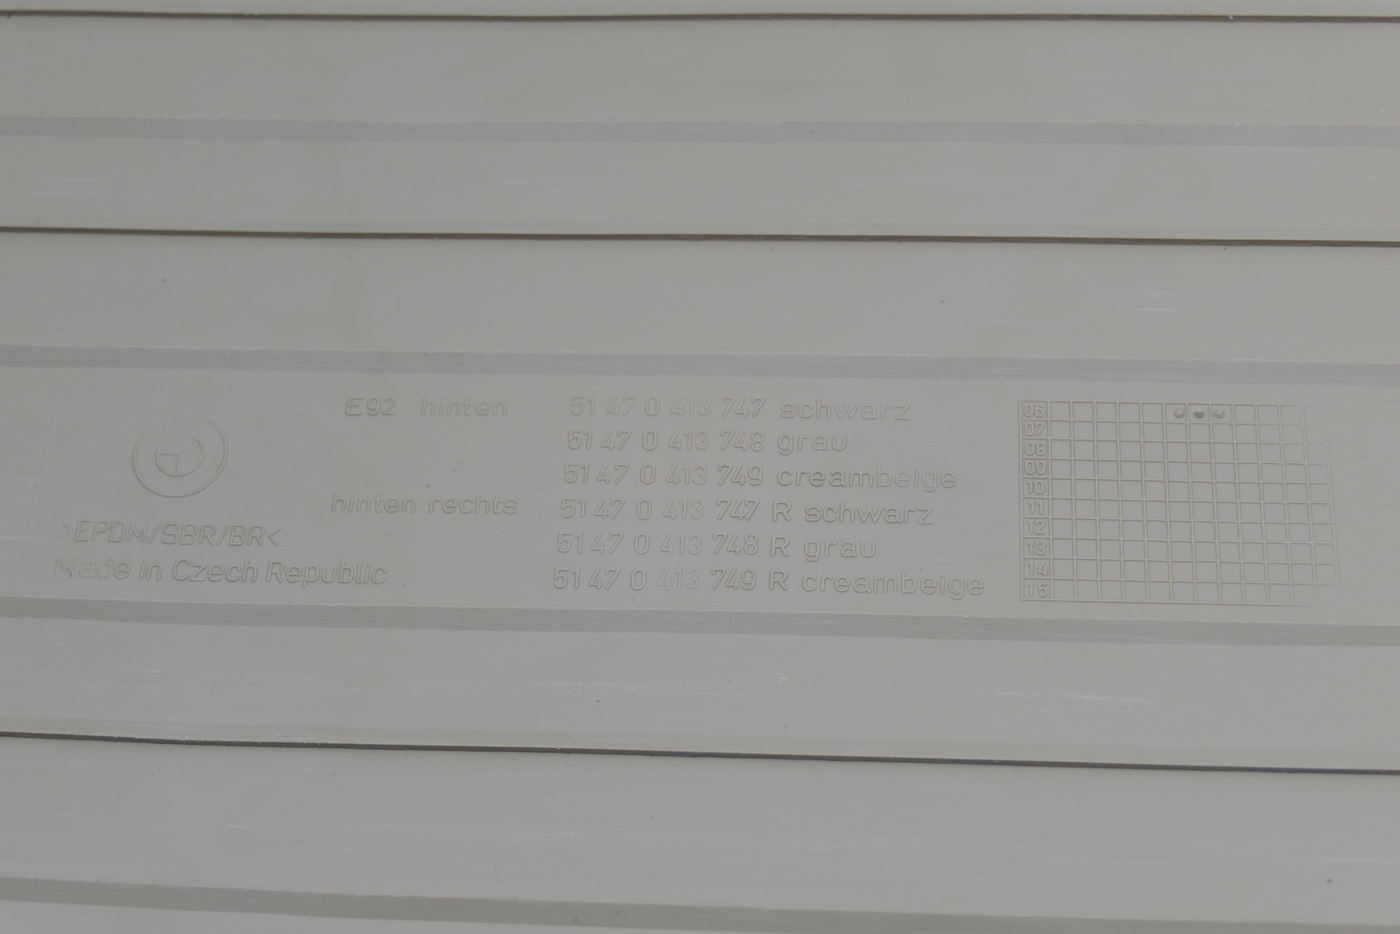 E92 hinten 51 47 0 413 747 schwarz
51 47 0 413 748 grau
51 47 0 413 749 creambeige
hinten rechts 51 47 0 413 747 R schwarz
51 47 0 413 748 R grau
51 47 0 413 749 R creambeige
>EPDM/SBR/BR<
Made in Czech Republic
06
07
08
09
10
11
12
13
14
15